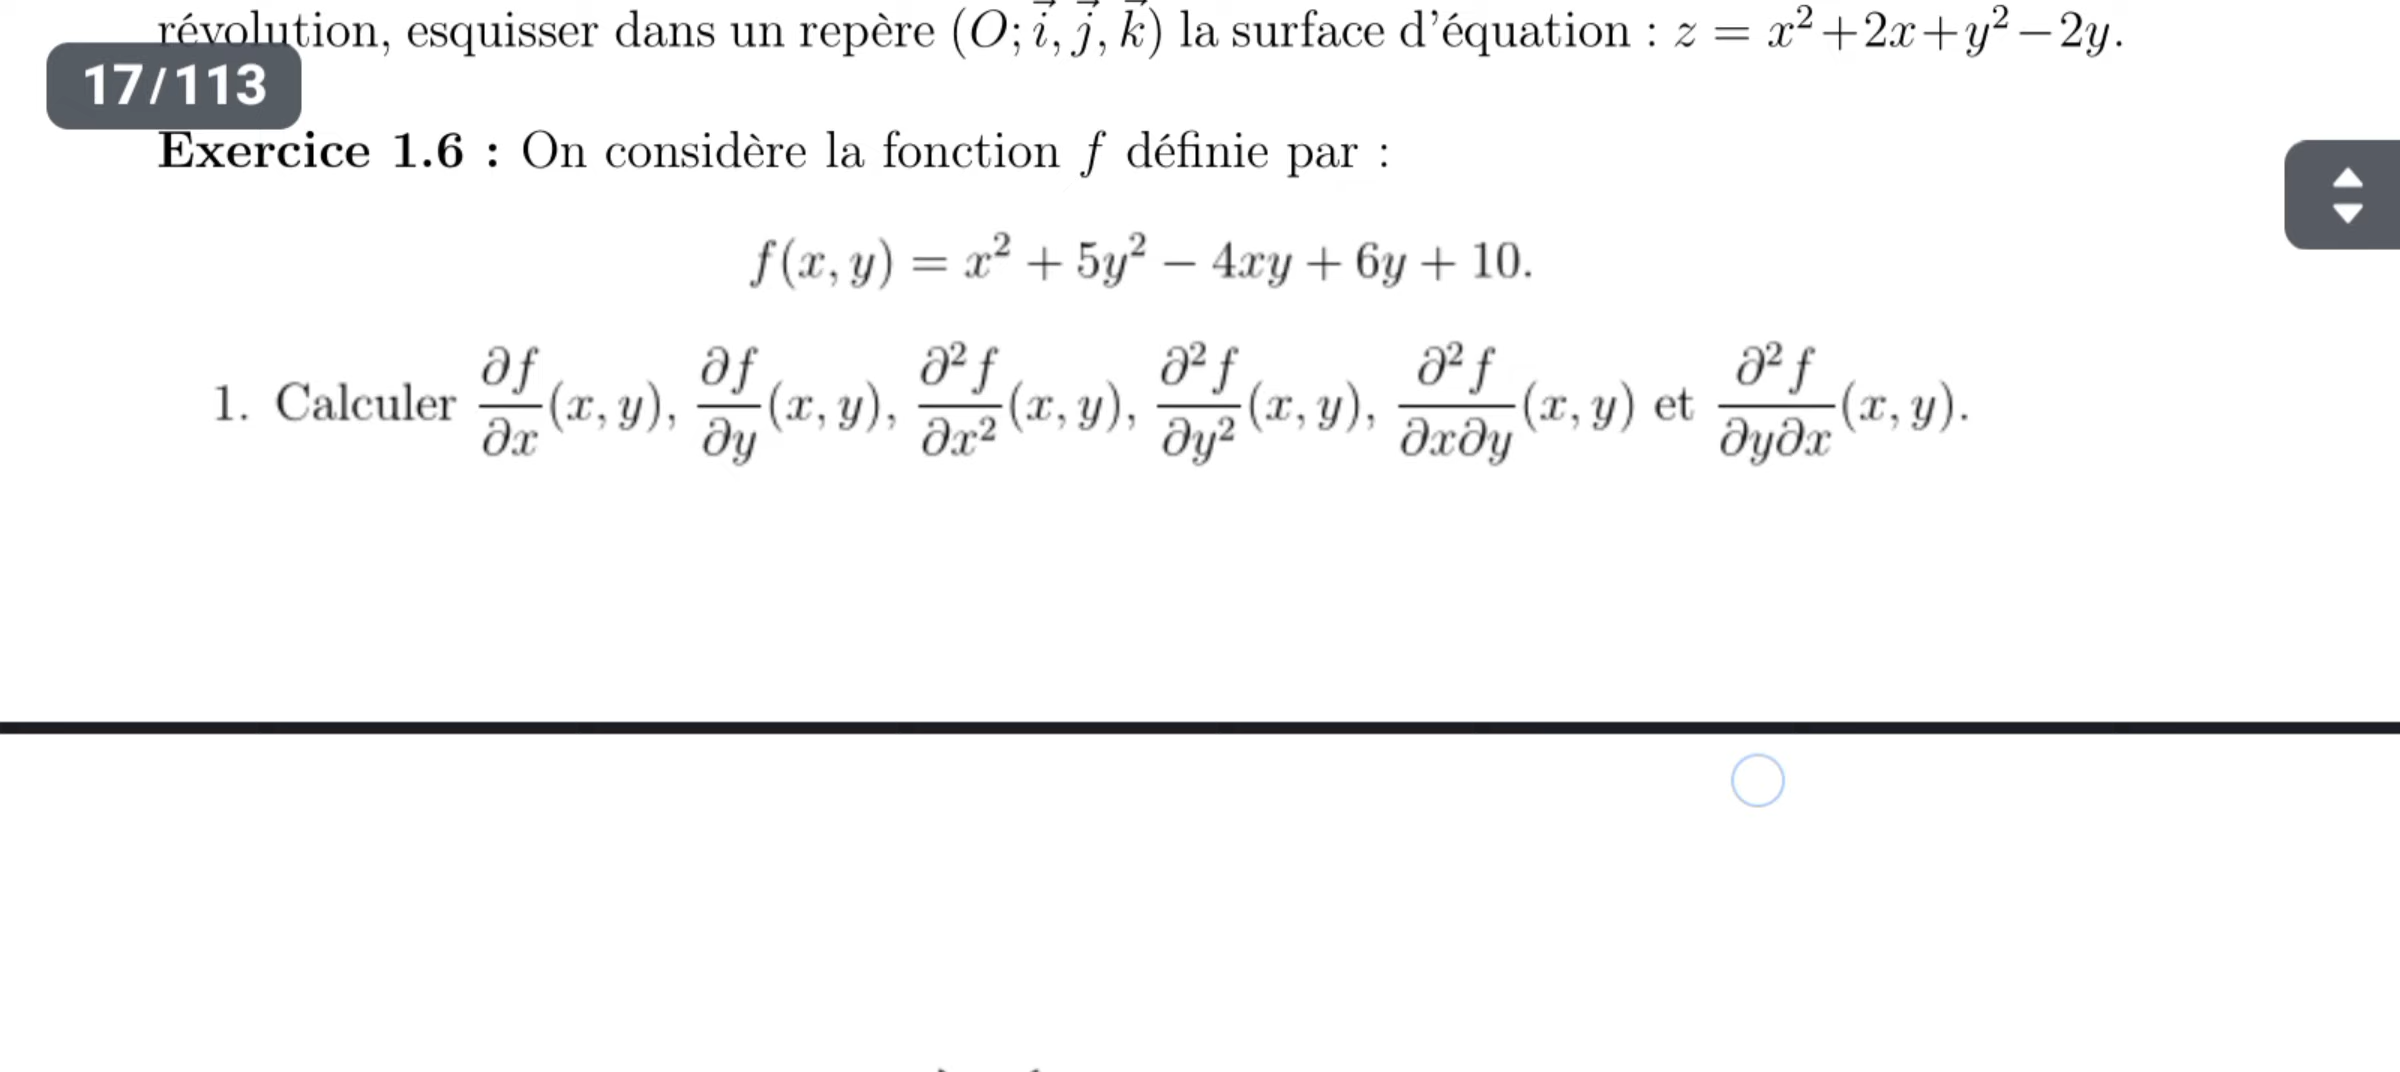 révolution, esquisser dans un repère (O; i⃗, j⃗, k⃗) la surface d'équation : z = x²+2x+y²−2y.
17/113
Exercice 1.6 : On considère la fonction f définie par :
f(x, y) = x² + 5y² − 4xy + 6y + 10.
1. Calculer ∂f/∂x (x, y), ∂f/∂y (x, y), ∂²f/∂x² (x, y), ∂²f/∂y² (x, y), ∂²f/∂x∂y (x, y) et ∂²f/∂y∂x (x, y).